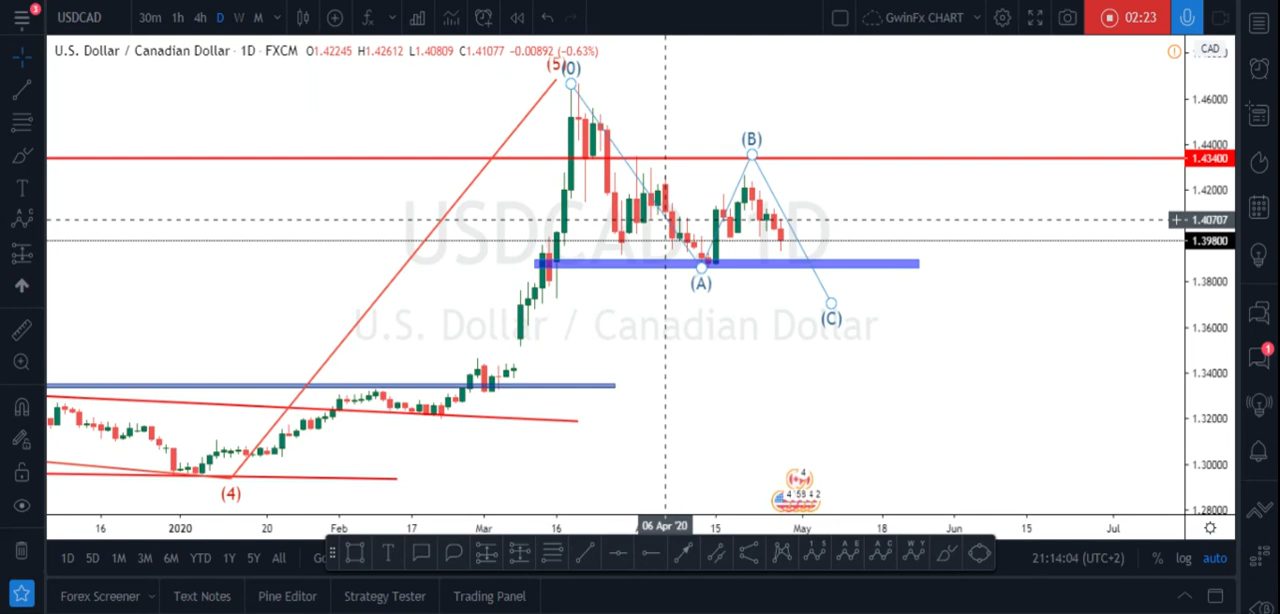 3
USDCAD
30m 1h 4h D W M
GwinFx CHART
02:23
U.S. Dollar / Canadian Dollar · 1D · FXCM O1.42245 H1.42612 L1.40809 C1.41077 -0.00892 (-0.63%)
CAD
(5)
(0)
1.46000
(B)
1.44000
1.43400
1.42000
1.40707
USDCAD, 1D
1.39800
(A)
1.38000
(C)
U.S. Dollar / Canadian Dollar
1.36000
1
1.34000
1.32000
1.30000
(4)
4
4
2
1.28000
16 2020 20 Feb 17 Mar 16 06 Apr '20 15 May 18 Jun 15 Jul
1D 5D 1M 3M 6M YTD 1Y 5Y All
21:14:04 (UTC+2) % log auto
Forex Screener Text Notes Pine Editor Strategy Tester Trading Panel